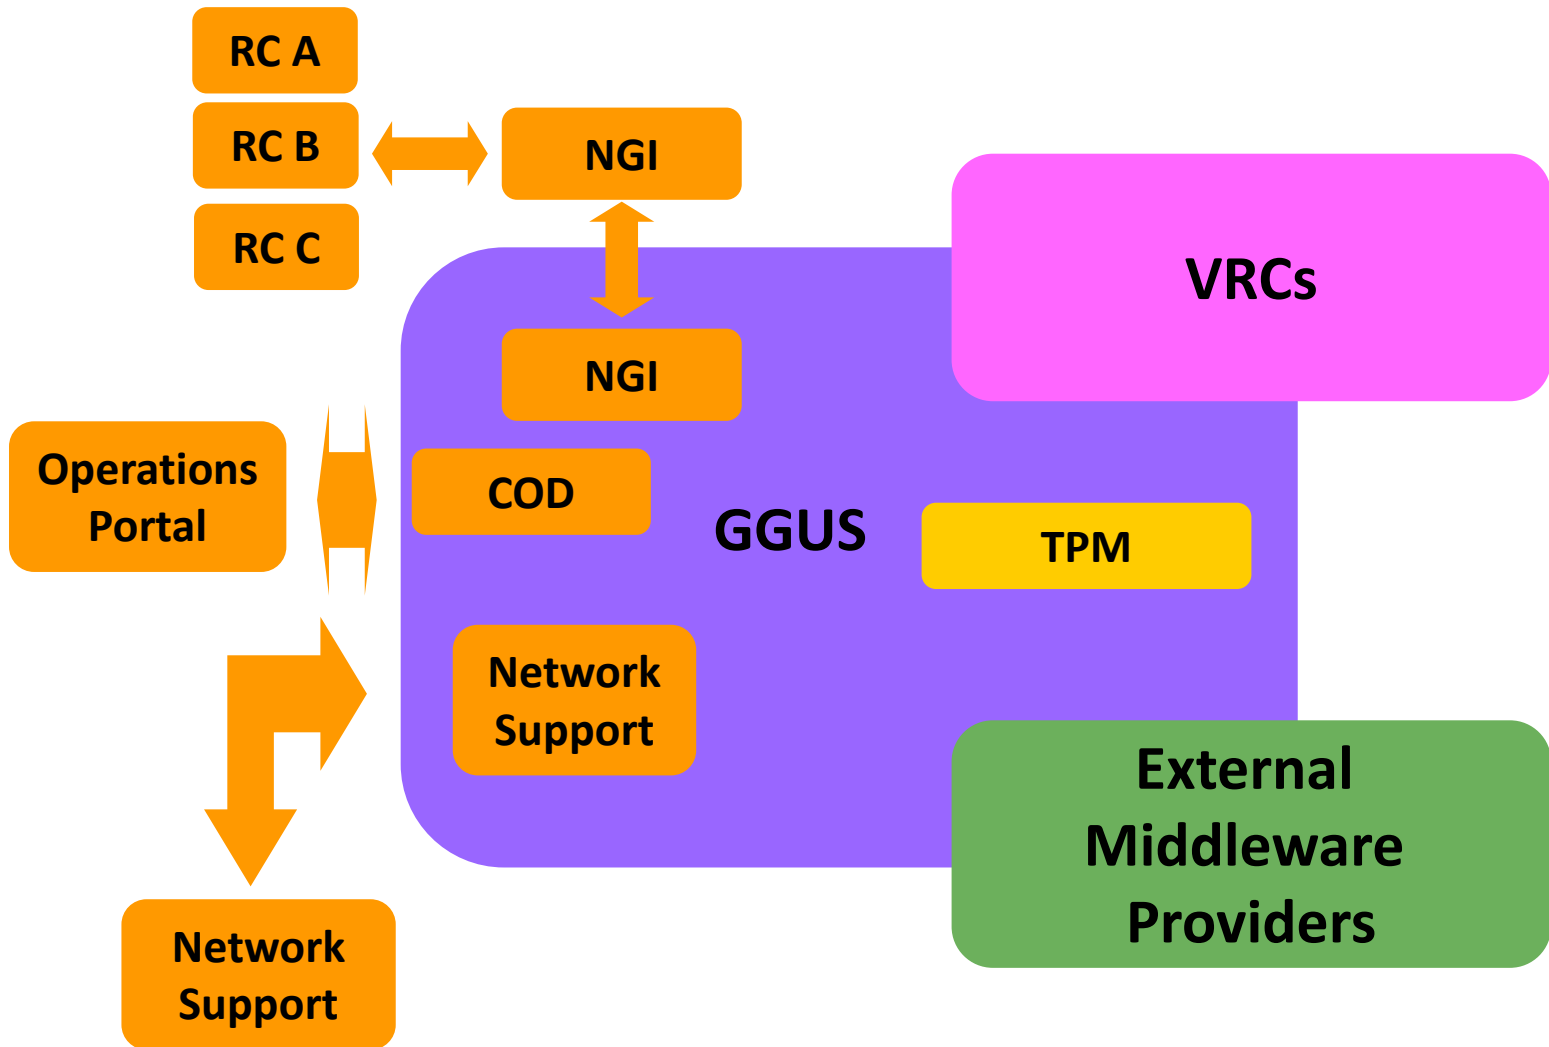 RC A
RC B
RC C
NGI
VRCs
NGI
Operations
Portal
COD
GGUS
TPM
Network
Support
External
Middleware
Providers
Network
Support